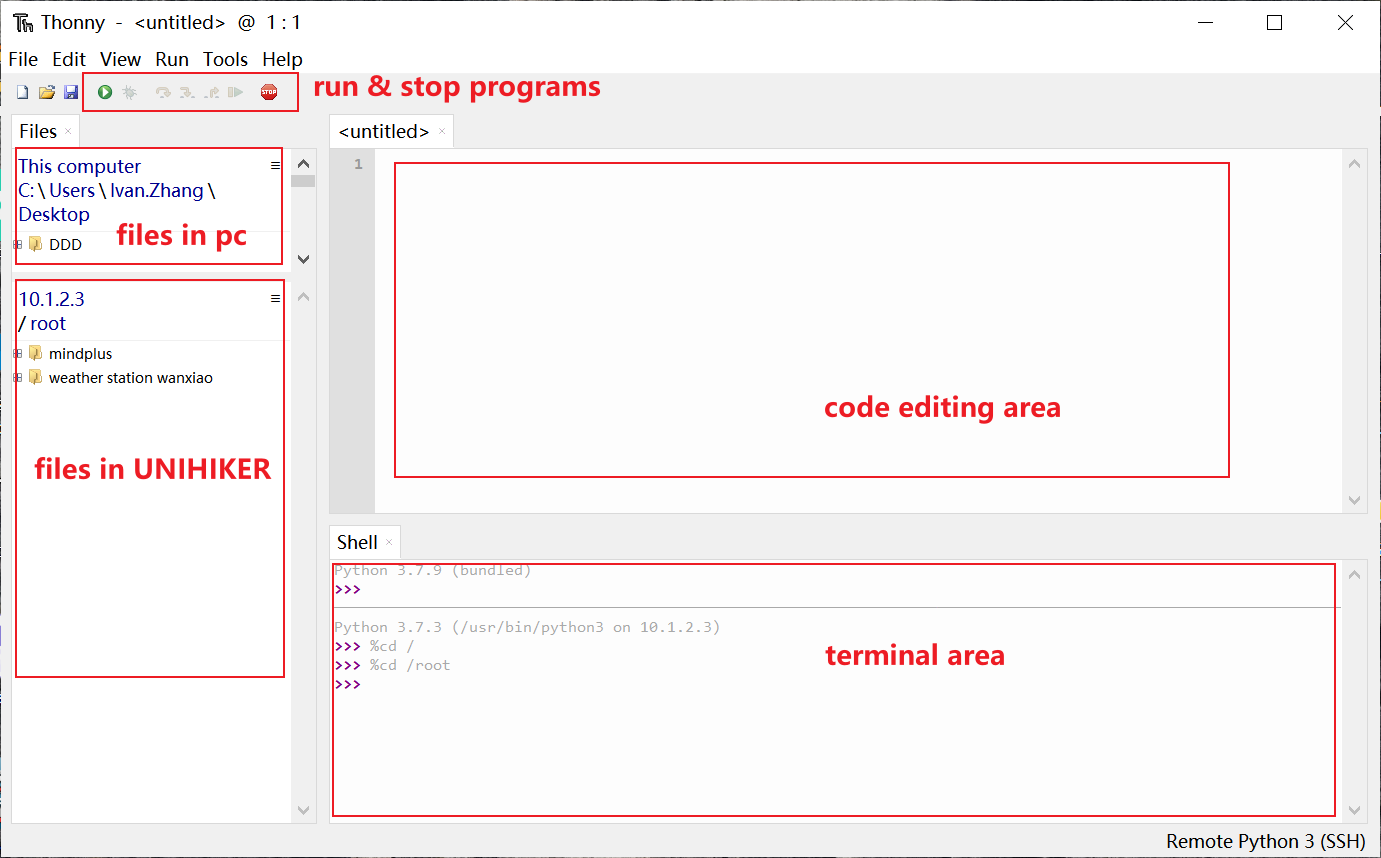 Thonny - <untitled> @ 1 : 1
File Edit View Run Tools Help
STOP
run & stop programs
Files
This computer
C: \ Users \ Ivan.Zhang \
Desktop
DDD
files in pc
10.1.2.3
/ root
mindplus
weather station wanxiao
files in UNIHIKER
<untitled>
1
code editing area
Shell
Python 3.7.9 (bundled)
>>>
Python 3.7.3 (/usr/bin/python3 on 10.1.2.3)
>>> %cd /
>>> %cd /root
>>>
terminal area
Remote Python 3 (SSH)